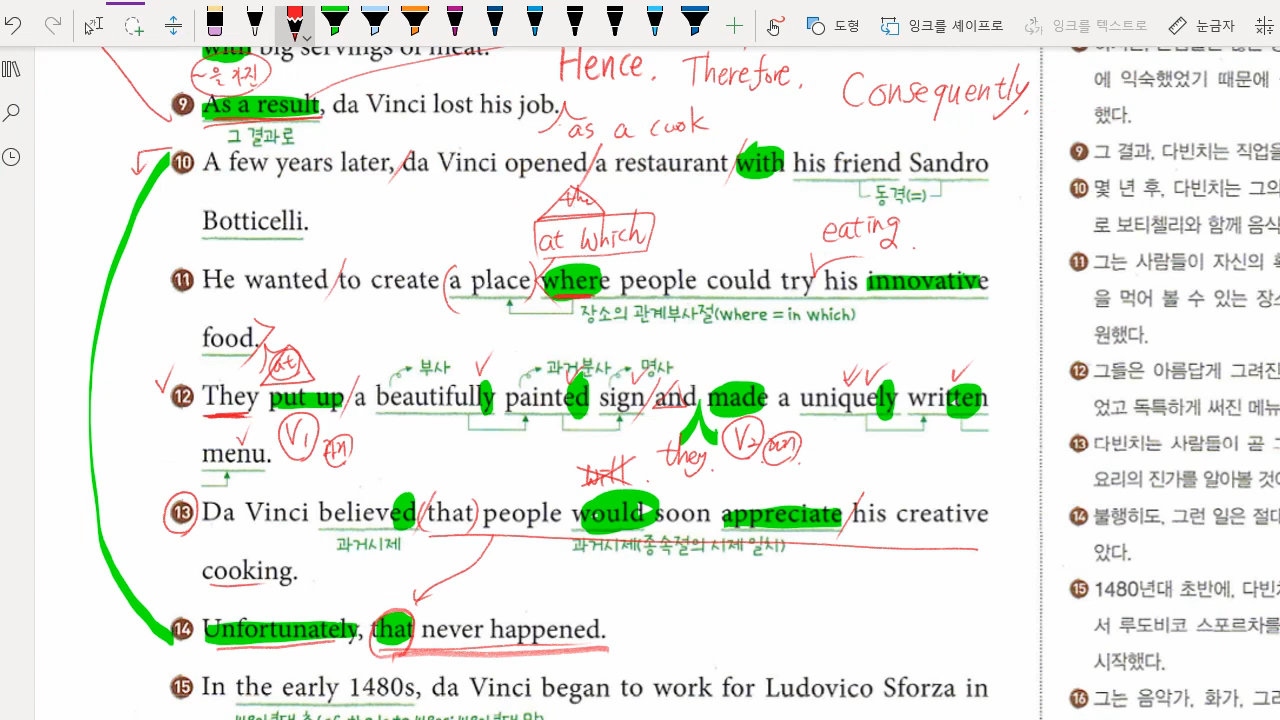 도형
잉크를 셰이프로
잉크를 텍스트로
눈금자
with big servings of meat.
~을 가진
Hence. Therefore. Consequently.
에 익숙했었기 때문에
했다.
⑨ As a result, da Vinci lost his job.
as a cook
그 결과로
⑨ 그 결과, 다빈치는 직업을
⑩ A few years later, da Vinci opened a restaurant with his friend Sandro
동격(=)
⑩ 몇 년 후, 다빈치는 그의
Botticelli.
로 보티첼리와 함께 음식
the
at which
eating.
⑪ He wanted to create a place where people could try his innovative
장소의 관계부사절(where = in which)
⑪ 그는 사람들이 자신의
을 먹어 볼 수 있는 장소
원했다.
food.
at
부사
과거분사
명사
⑫ They put up a beautifully painted sign and made a uniquely written
⑫ 그들은 아름답게 그려진
었고 독특하게 써진 메뉴
V1
they.
V2
menu.
⑬ 다빈치는 사람들이 곧 그
요리의 진가를 알아볼 것
will.
⑬ Da Vinci believed that people would soon appreciate his creative
과거시제
과거시제(종속절의 시제 일치)
⑭ 불행히도, 그런 일은 절대
았다.
cooking.
⑭ Unfortunately, that never happened.
⑮ 1480년대 초반에, 다빈치
서 루도비코 스포르차를
시작했다.
⑮ In the early 1480s, da Vinci began to work for Ludovico Sforza in
⑯ 그는 음악가, 화가, 그리